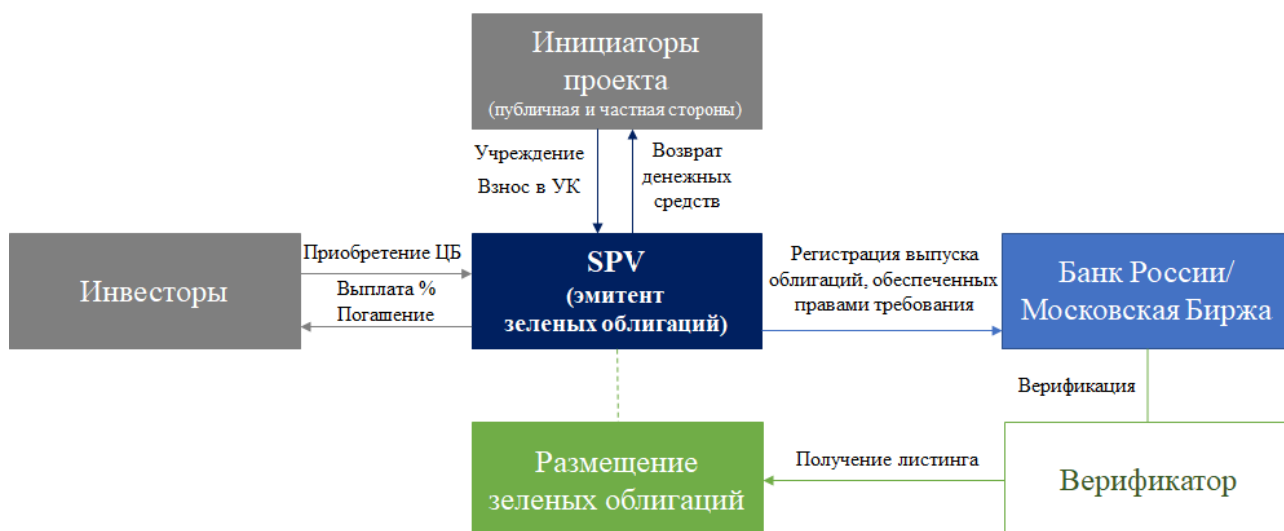 Инициаторы
проекта
(публичная и частная стороны)
Учреждение
Взнос в УК
Возврат
денежных
средств
Инвесторы
Приобретение ЦБ
Выплата %
Погашение
SPV
(эмитент
зеленых облигаций)
Регистрация выпуска
облигаций, обеспеченных
правами требования
Банк России/
Московская Биржа
Верификация
Размещение
зеленых облигаций
Получение листинга
Верификатор